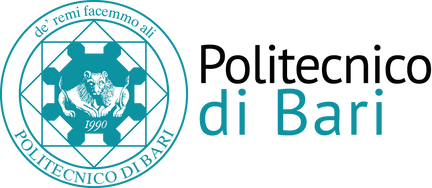 de' remi facemmo ali
1990
POLITECNICO DI BARI
Politecnico
di Bari